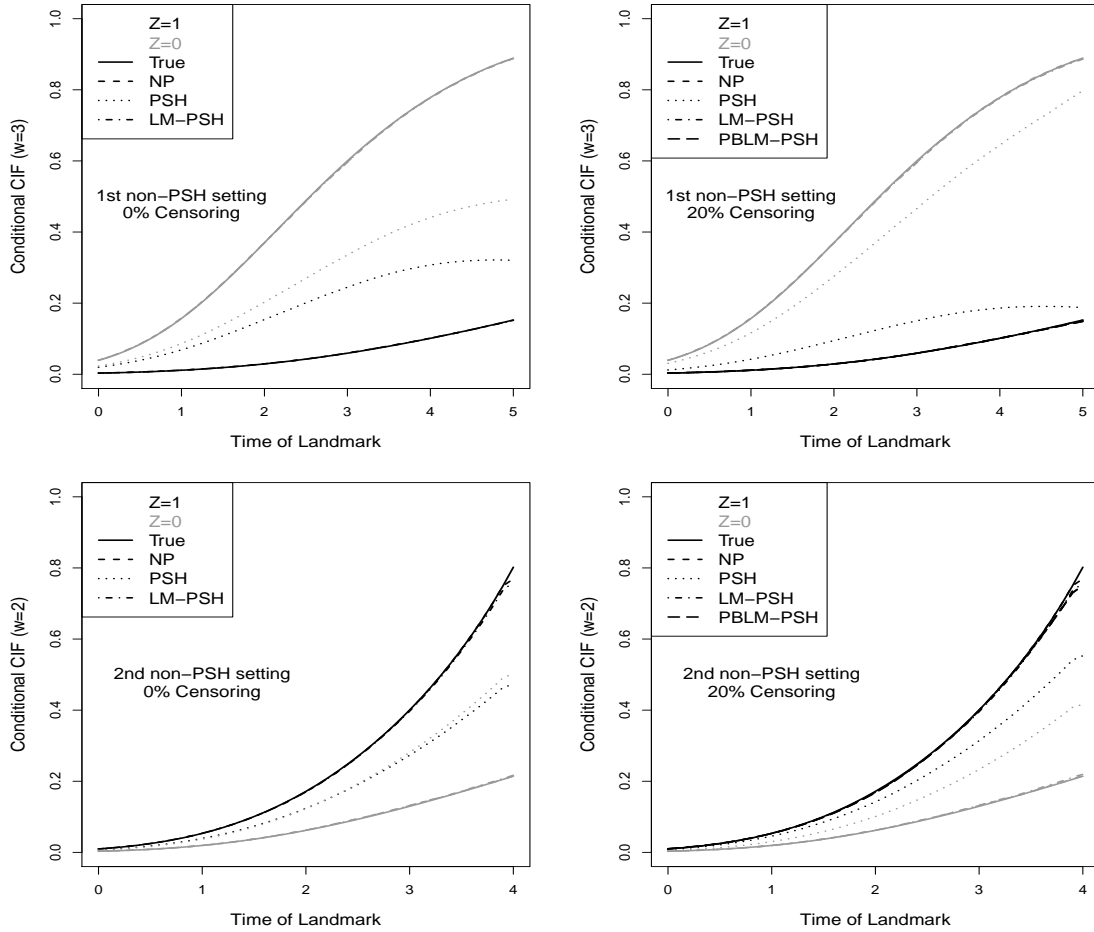 Conditional CIF (w=3)
1.0
0.8
0.6
0.4
0.2
0.0
Z=1
Z=0
True
NP
PSH
LM−PSH
1st non−PSH setting
0% Censoring
0 1 2 3 4 5
Time of Landmark
Conditional CIF (w=3)
1.0
0.8
0.6
0.4
0.2
0.0
Z=1
Z=0
True
NP
PSH
LM−PSH
PBLM−PSH
1st non−PSH setting
20% Censoring
0 1 2 3 4 5
Time of Landmark
Conditional CIF (w=2)
1.0
0.8
0.6
0.4
0.2
0.0
Z=1
Z=0
True
NP
PSH
LM−PSH
2nd non−PSH setting
0% Censoring
0 1 2 3 4
Time of Landmark
Conditional CIF (w=2)
1.0
0.8
0.6
0.4
0.2
0.0
Z=1
Z=0
True
NP
PSH
LM−PSH
PBLM−PSH
2nd non−PSH setting
20% Censoring
0 1 2 3 4
Time of Landmark